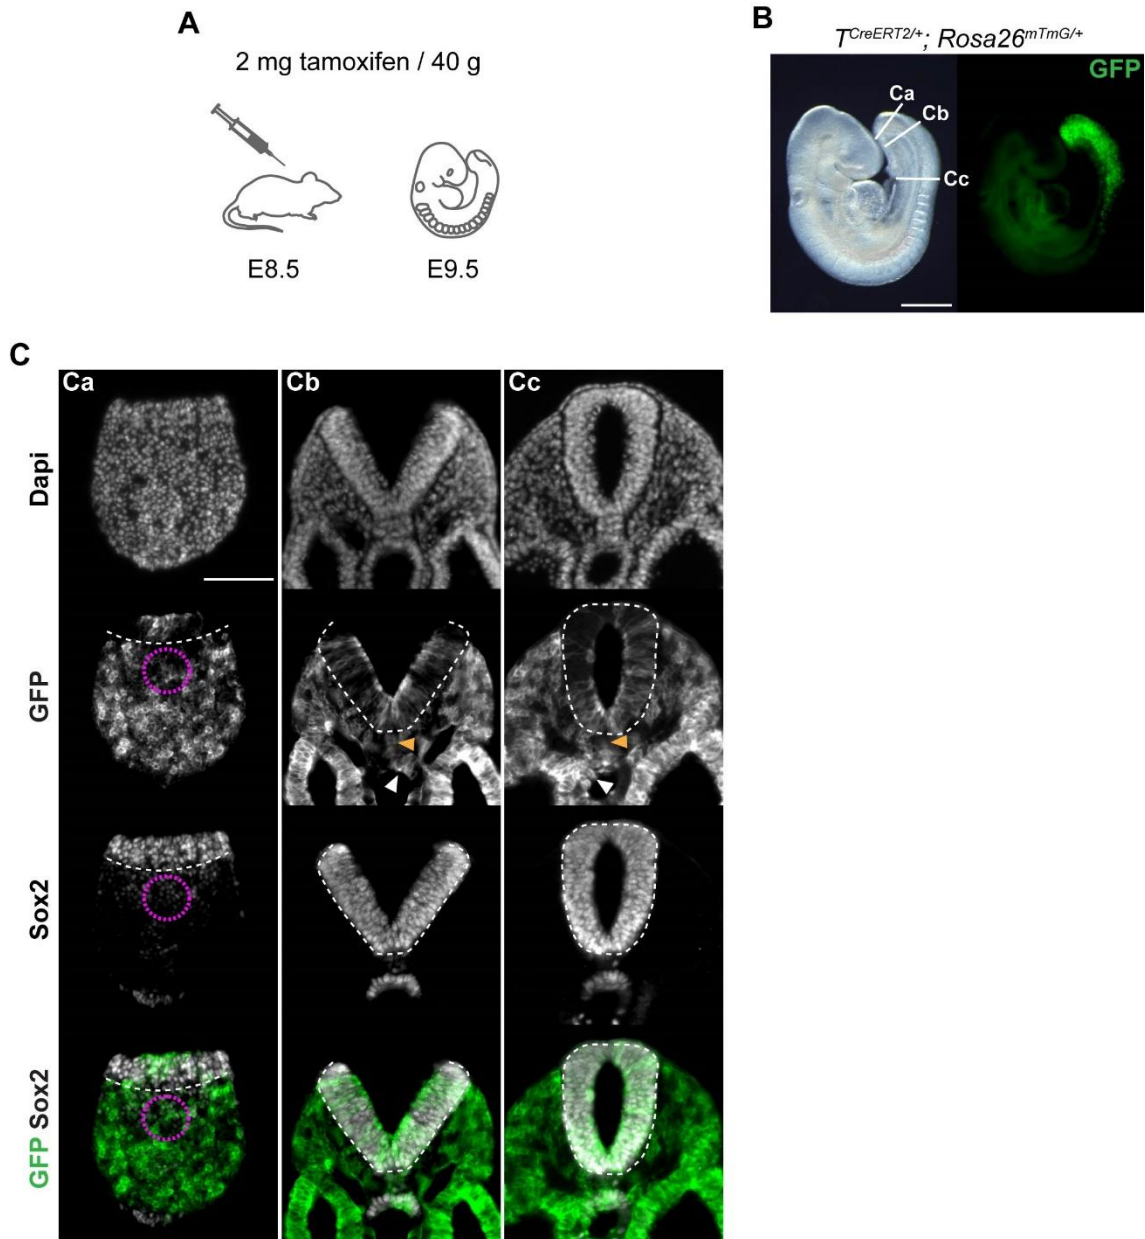 A
2 mg tamoxifen / 40 g
E8.5
E9.5
B
T^CreERT2/+; Rosa26^mTmG/+
GFP
Ca
Cb
Cc
C
Ca
Cb
Cc
Dapi
GFP
Sox2
GFP Sox2